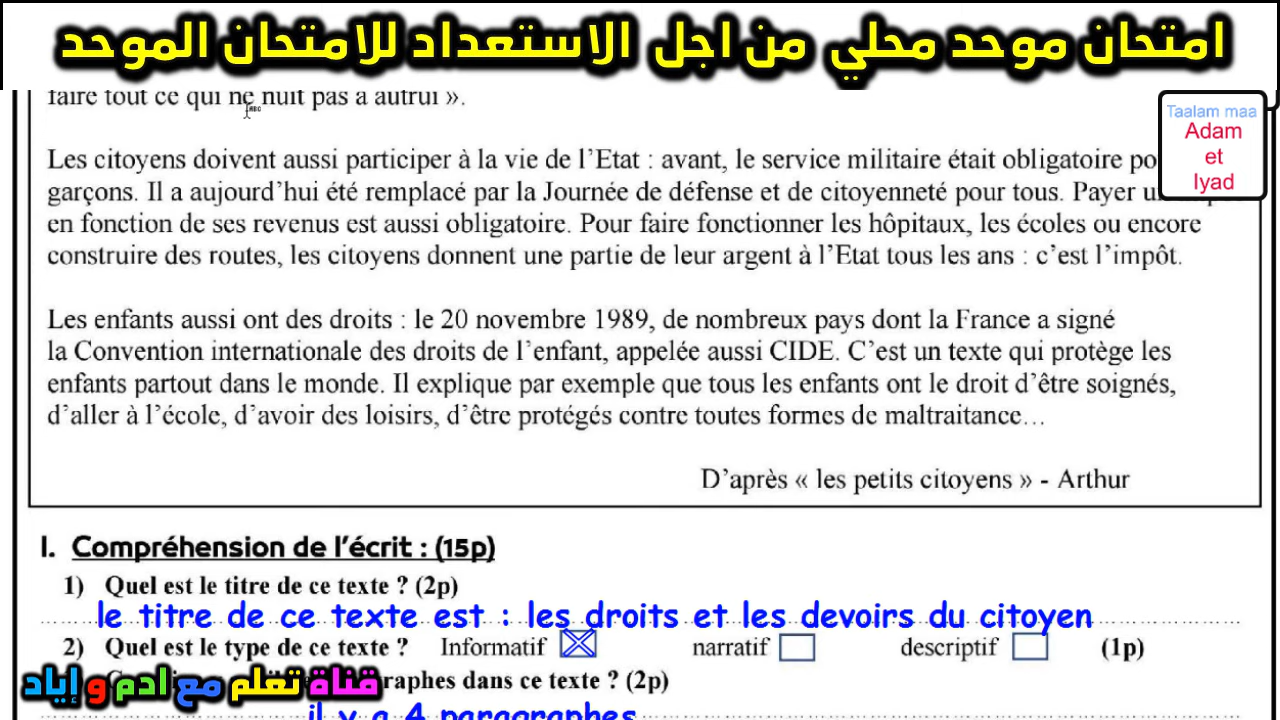 امتحان موحد محلي من اجل الاستعداد للامتحان الموحد
faire tout ce qui ne nuit pas à autrui ».
Taalam maa
Adam
et
Iyad
Les citoyens doivent aussi participer à la vie de l'Etat : avant, le service militaire était obligatoire
garçons. Il a aujourd'hui été remplacé par la Journée de défense et de citoyenneté pour tous. Payer
en fonction de ses revenus est aussi obligatoire. Pour faire fonctionner les hôpitaux, les écoles ou encore
construire des routes, les citoyens donnent une partie de leur argent à l'Etat tous les ans : c'est l'impôt.
Les enfants aussi ont des droits : le 20 novembre 1989, de nombreux pays dont la France a signé
la Convention internationale des droits de l'enfant, appelée aussi CIDE. C'est un texte qui protège les
enfants partout dans le monde. Il explique par exemple que tous les enfants ont le droit d'être soignés,
d'aller à l'école, d'avoir des loisirs, d'être protégés contre toutes formes de maltraitance…
D'après « les petits citoyens » - Arthur
I. Compréhension de l'écrit : (15p)
1) Quel est le titre de ce texte ? (2p)
le titre de ce texte est : les droits et les devoirs du citoyen
2) Quel est le type de ce texte ? Informatif narratif descriptif (1p)
dans ce texte ? (2p)
قناة تعلم مع ادم و إياد
il y a 4 paragraphes